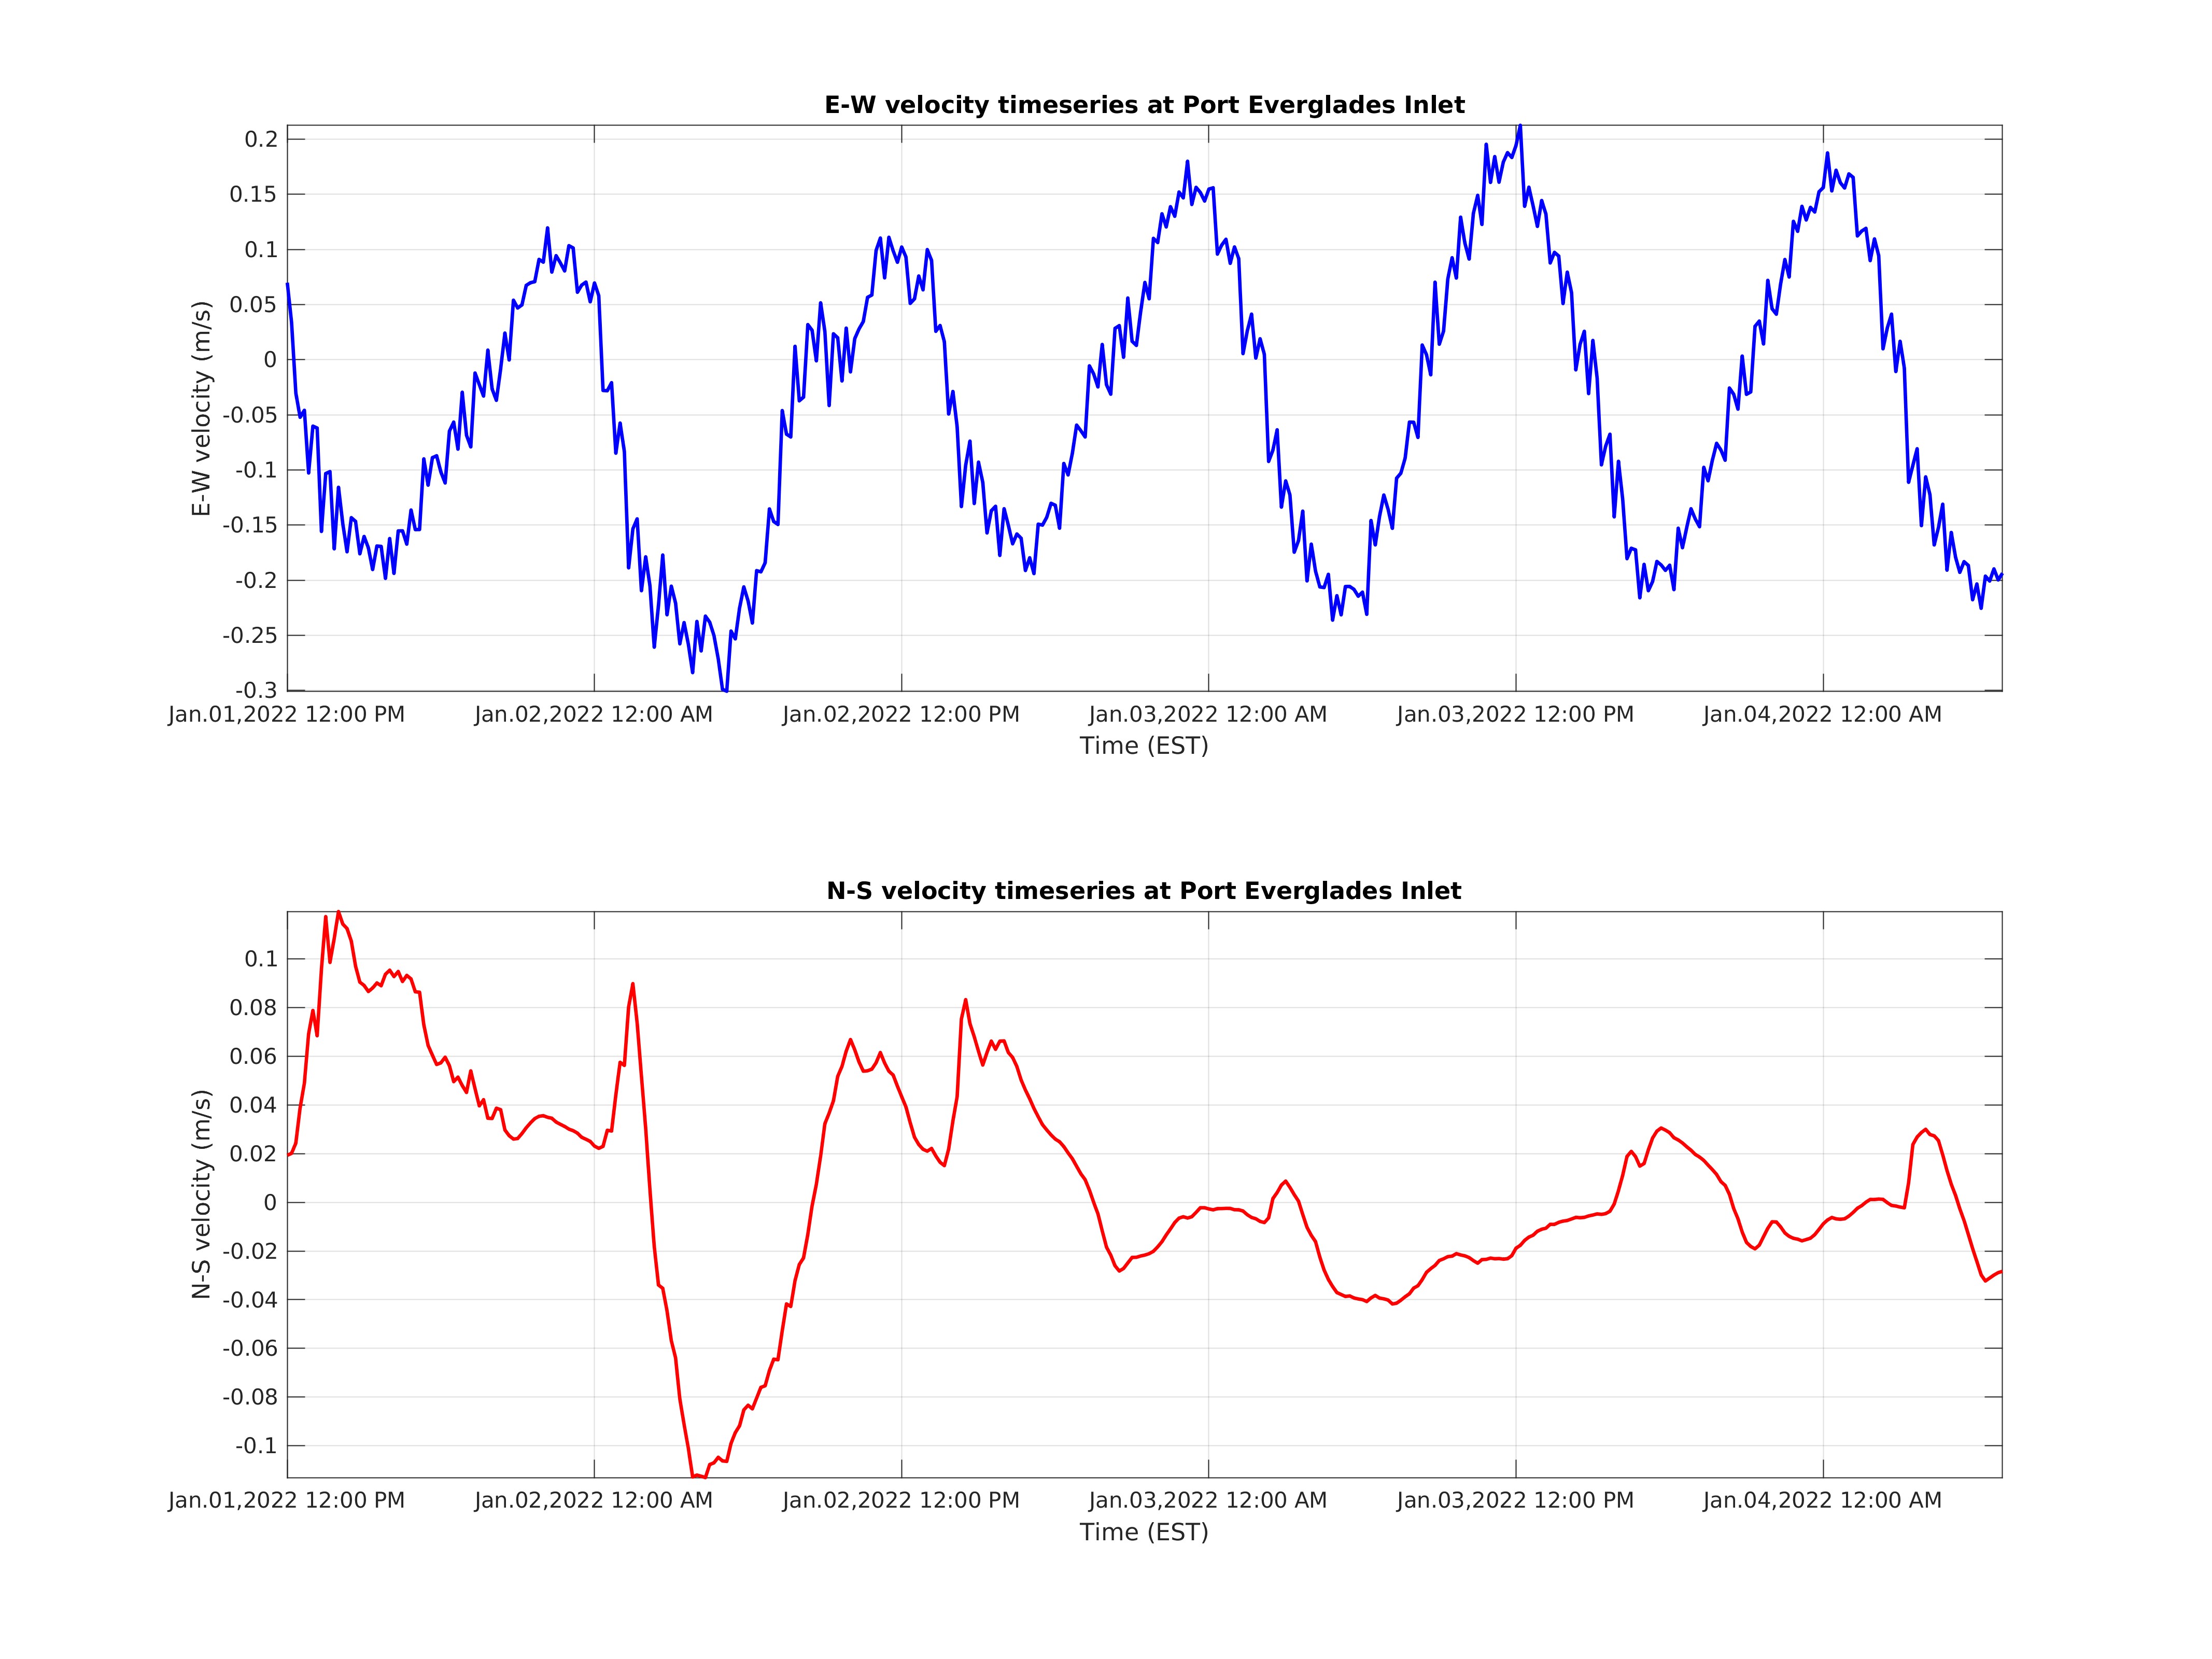 E-W velocity timeseries at Port Everglades Inlet
E-W velocity (m/s)
0.2
0.15
0.1
0.05
0
-0.05
-0.1
-0.15
-0.2
-0.25
-0.3
Jan.01,2022 12:00 PM Jan.02,2022 12:00 AM Jan.02,2022 12:00 PM Jan.03,2022 12:00 AM Jan.03,2022 12:00 PM Jan.04,2022 12:00 AM
Time (EST)
N-S velocity timeseries at Port Everglades Inlet
N-S velocity (m/s)
0.1
0.08
0.06
0.04
0.02
0
-0.02
-0.04
-0.06
-0.08
-0.1
Jan.01,2022 12:00 PM Jan.02,2022 12:00 AM Jan.02,2022 12:00 PM Jan.03,2022 12:00 AM Jan.03,2022 12:00 PM Jan.04,2022 12:00 AM
Time (EST)